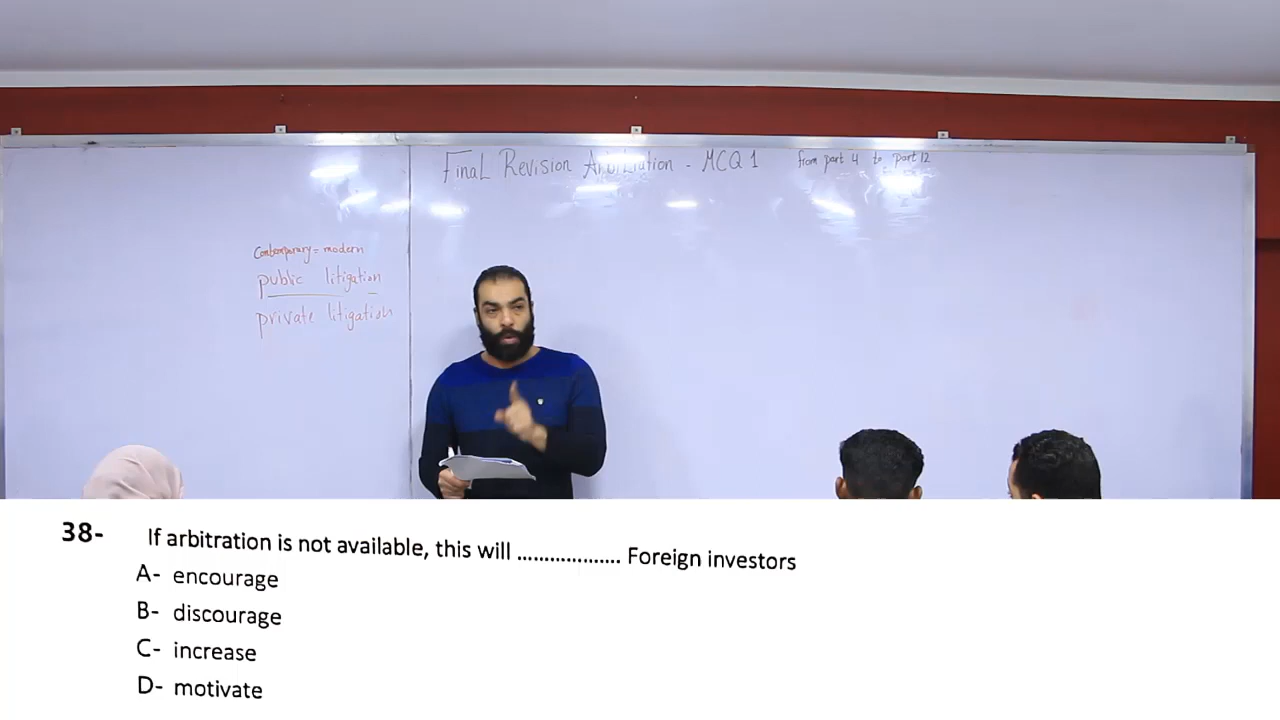 Final Revision Arbitration - MCQ 1 from part 4 to part 12
Contemporary = modern
public litigation
private litigation
38- If arbitration is not available, this will ................... Foreign investors
A- encourage
B- discourage
C- increase
D- motivate